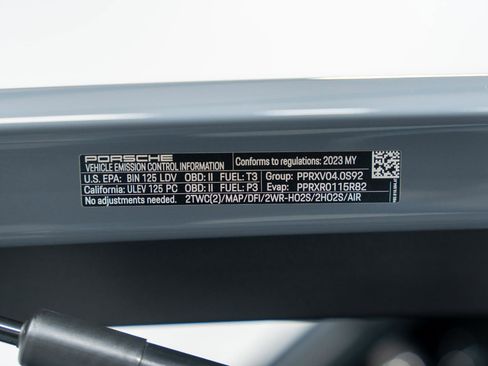 PORSCHE
VEHICLE EMISSION CONTROL INFORMATION Conforms to regulations: 2023 MY
U.S. EPA: BIN 125 LDV OBD: II FUEL: T3 Group: PPRXV04.0S92
California: ULEV 125 PC OBD: II FUEL: P3 Evap: PPRXR0115R82
No adjustments needed. 2TWC(2)/MAP/DFI/2WR-HO2S/2HO2S/AIR